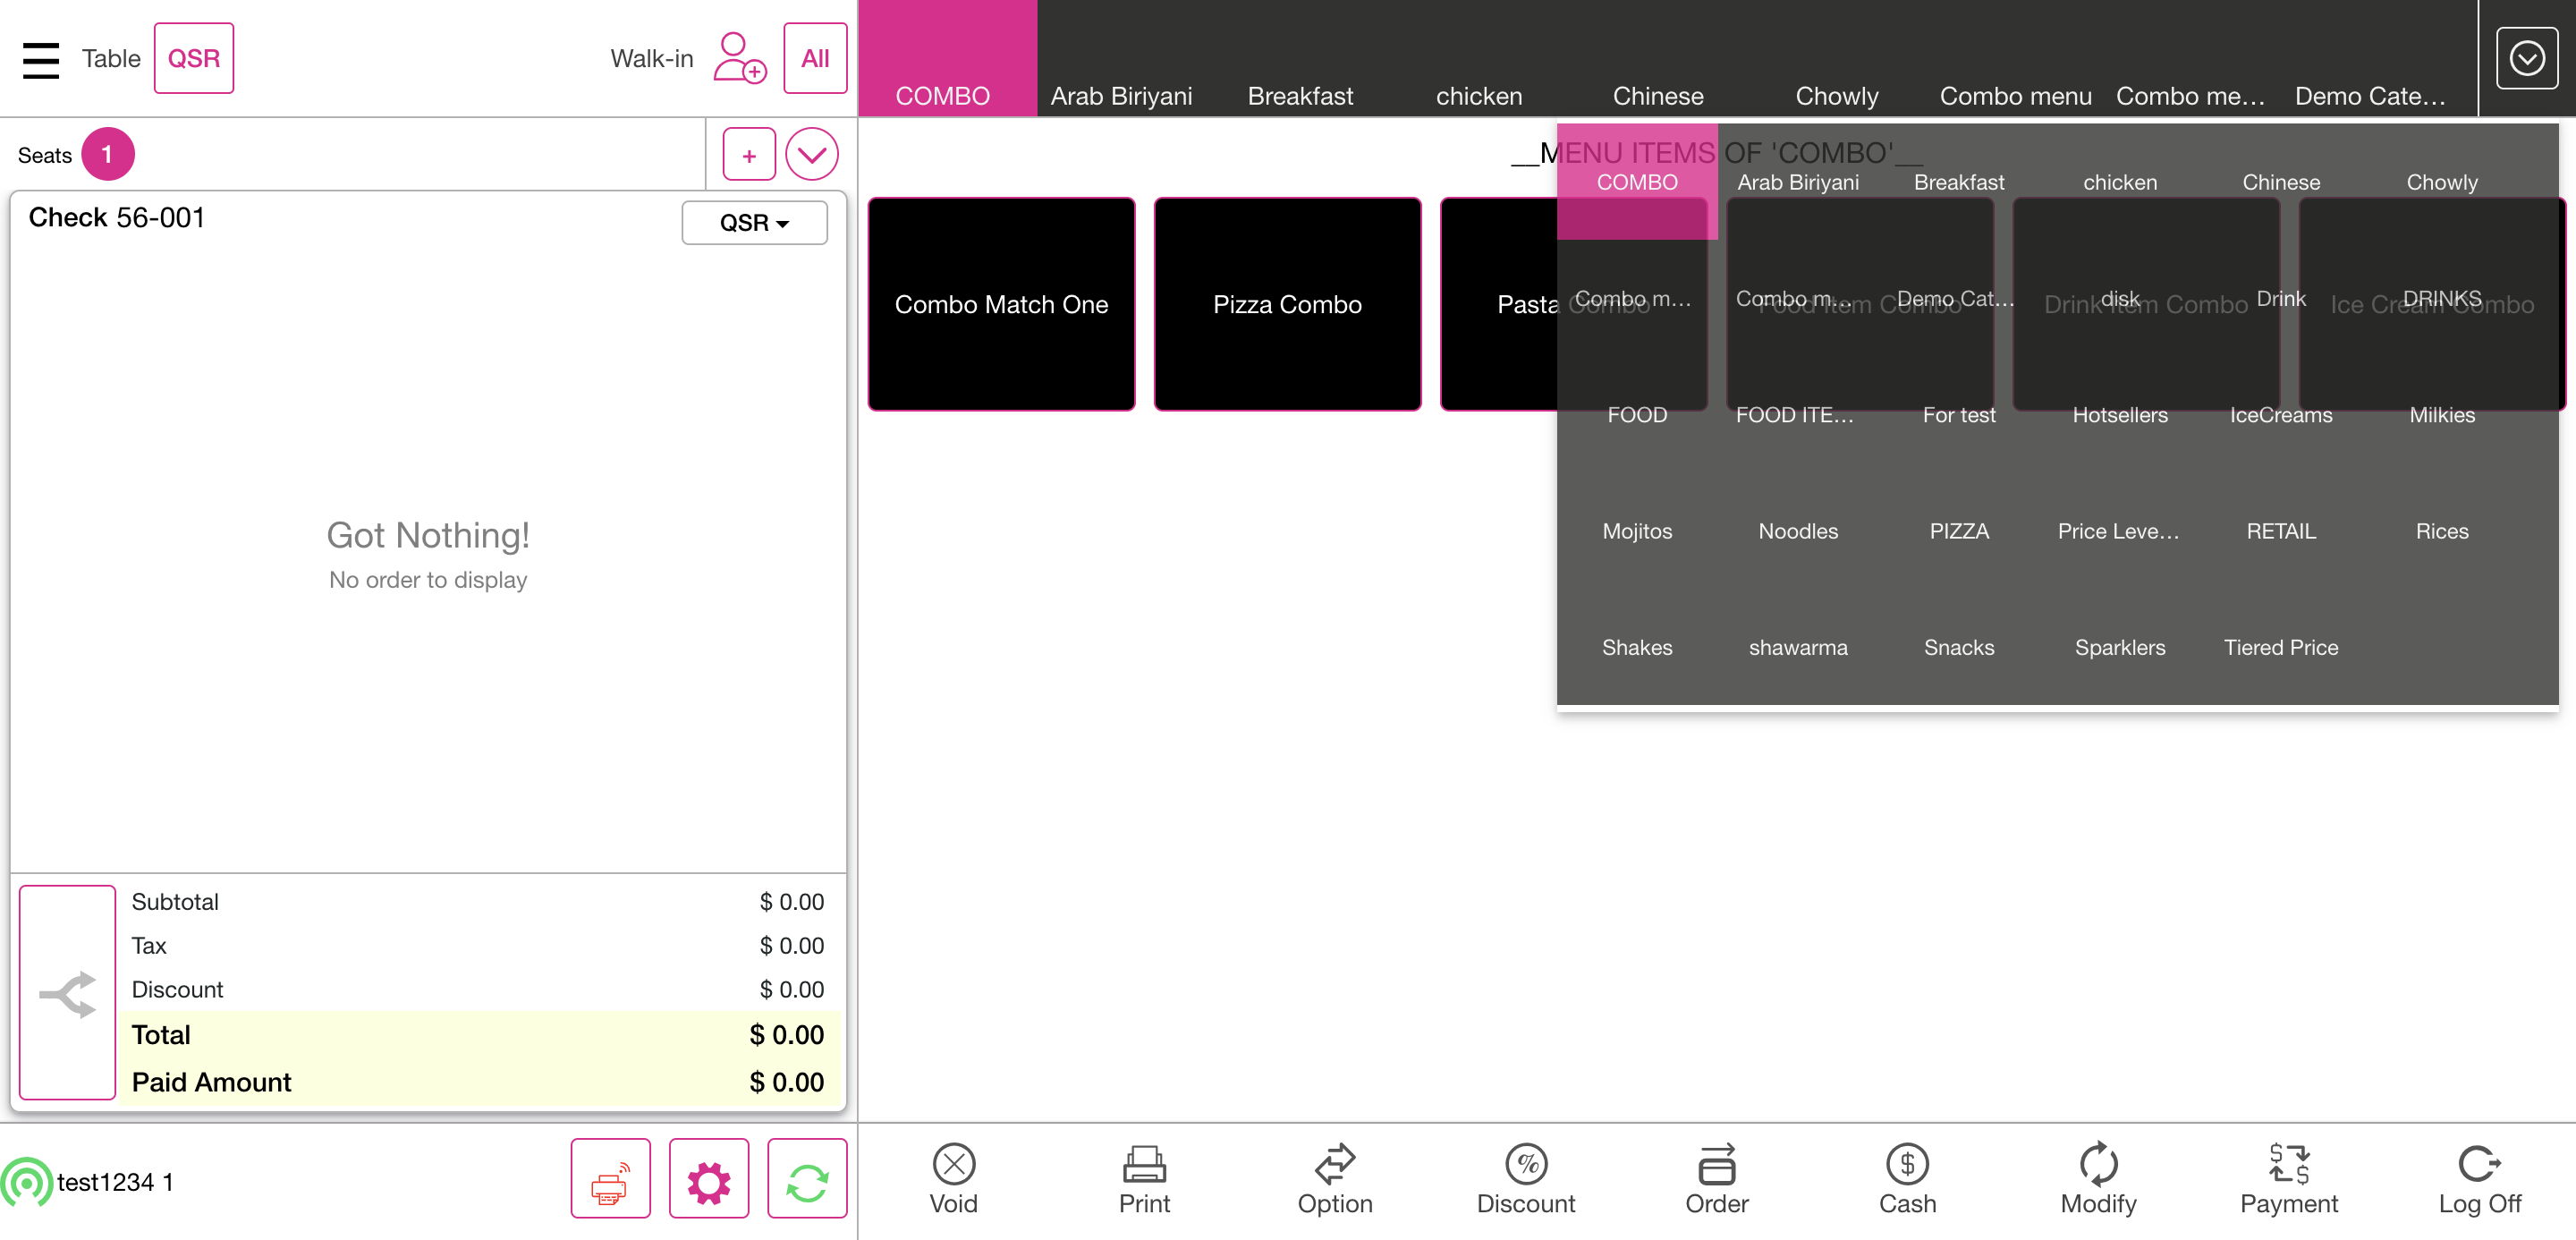 Table
QSR
Walk-in
All
COMBO
Arab Biriyani
Breakfast
chicken
Chinese
Chowly
Combo menu
Combo me...
Demo Cate...
Seats
1
+
Check 56-001
QSR
Got Nothing!
No order to display
Subtotal
$ 0.00
Tax
$ 0.00
Discount
$ 0.00
Total
$ 0.00
Paid Amount
$ 0.00
test1234 1
__MENU ITEMS OF 'COMBO'__
Combo Match One
Pizza Combo
Pasta Combo
Food Item Combo
Drink Item Combo
Ice Cream Combo
COMBO
Arab Biriyani
Breakfast
chicken
Chinese
Chowly
Combo m...
Combo m...
Demo Cat...
disk
Drink
DRINKS
FOOD
FOOD ITE...
For test
Hotsellers
IceCreams
Milkies
Mojitos
Noodles
PIZZA
Price Leve...
RETAIL
Rices
Shakes
shawarma
Snacks
Sparklers
Tiered Price
Void
Print
Option
Discount
Order
Cash
Modify
Payment
Log Off